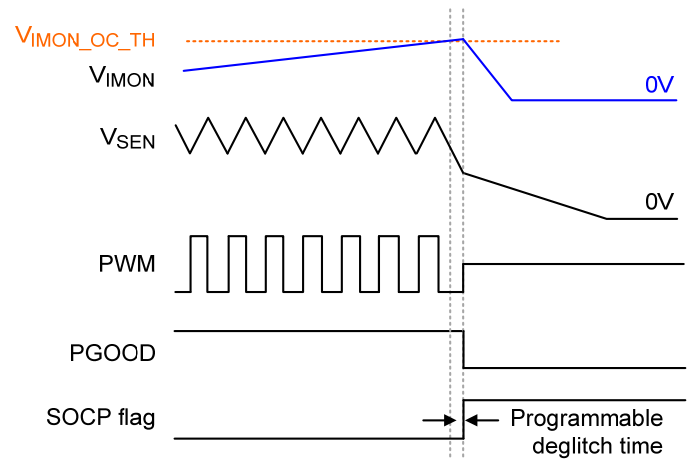 VIMON_OC_TH
VIMON
0V
VSEN
0V
PWM
PGOOD
SOCP flag
Programmable
deglitch time